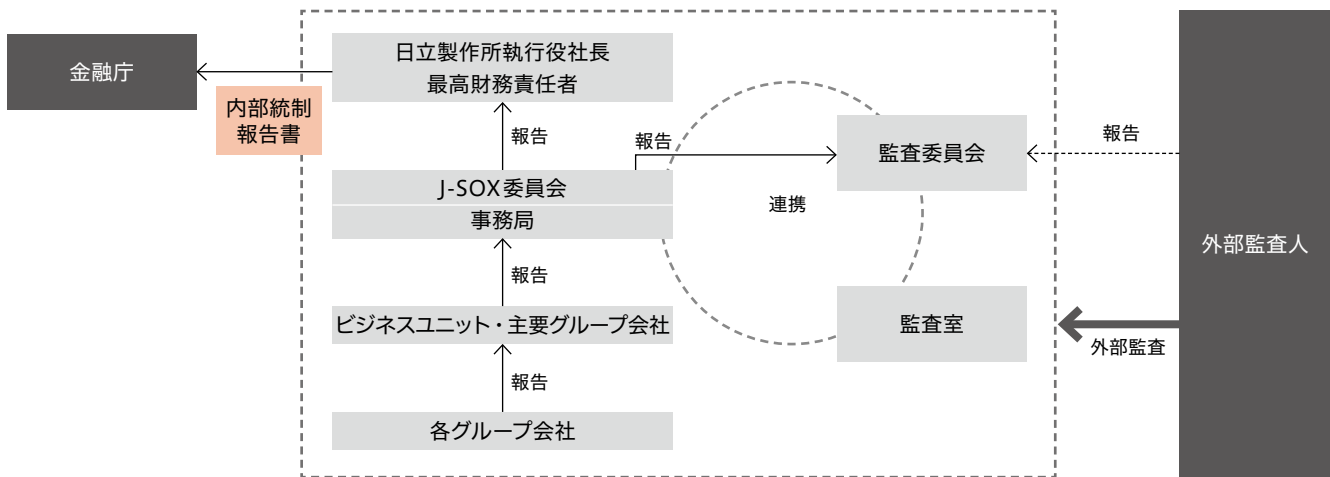 金融庁
内部統制
報告書
日立製作所執行役社長
最高財務責任者
報告
報告
J-SOX委員会
事務局
報告
ビジネスユニット・主要グループ会社
報告
各グループ会社
連携
監査委員会
監査室
報告
外部監査
外部監査人